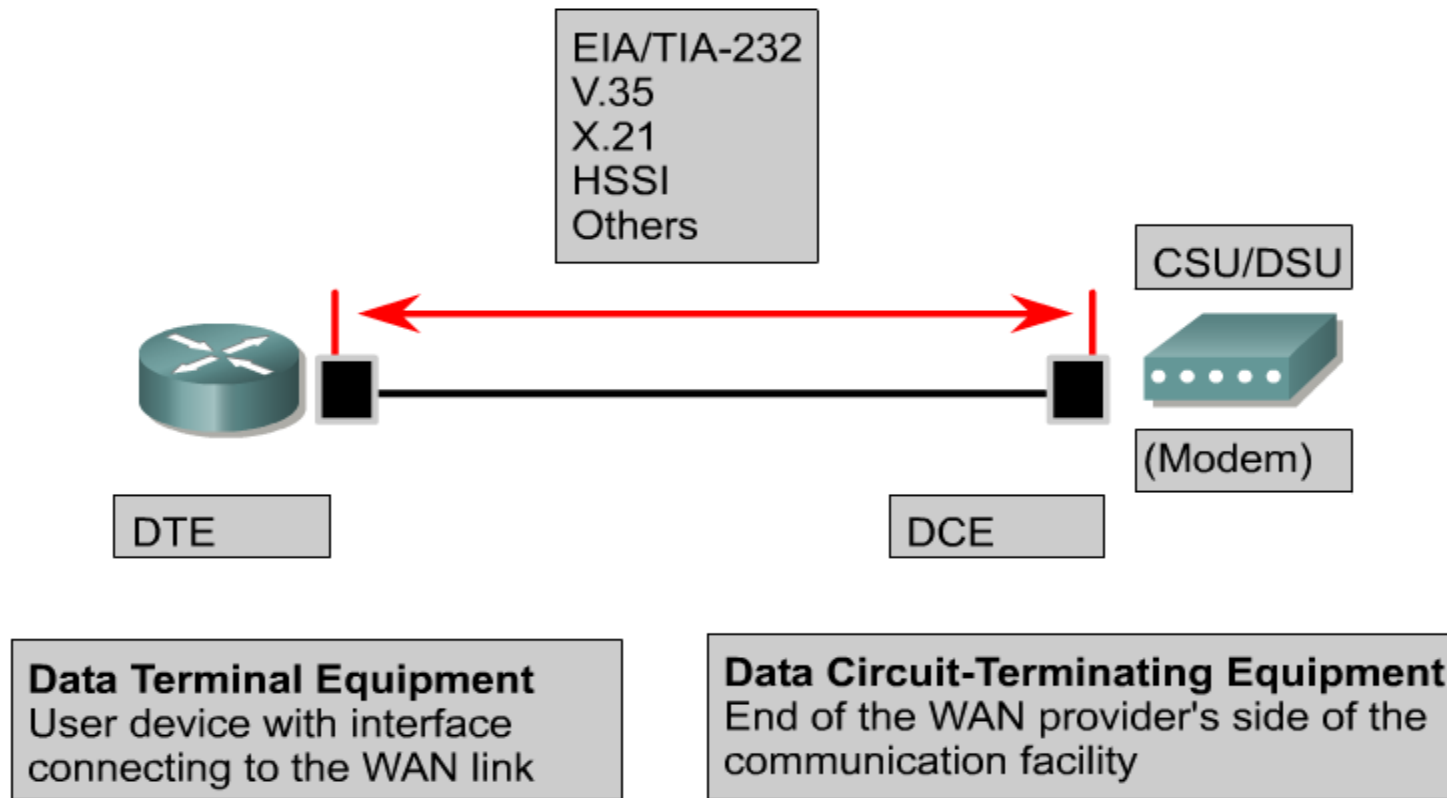 EIA/TIA-232
V.35
X.21
HSSI
Others
CSU/DSU
(Modem)
DTE
DCE
Data Terminal Equipment
User device with interface
connecting to the WAN link
Data Circuit-Terminating Equipment
End of the WAN provider's side of the
communication facility